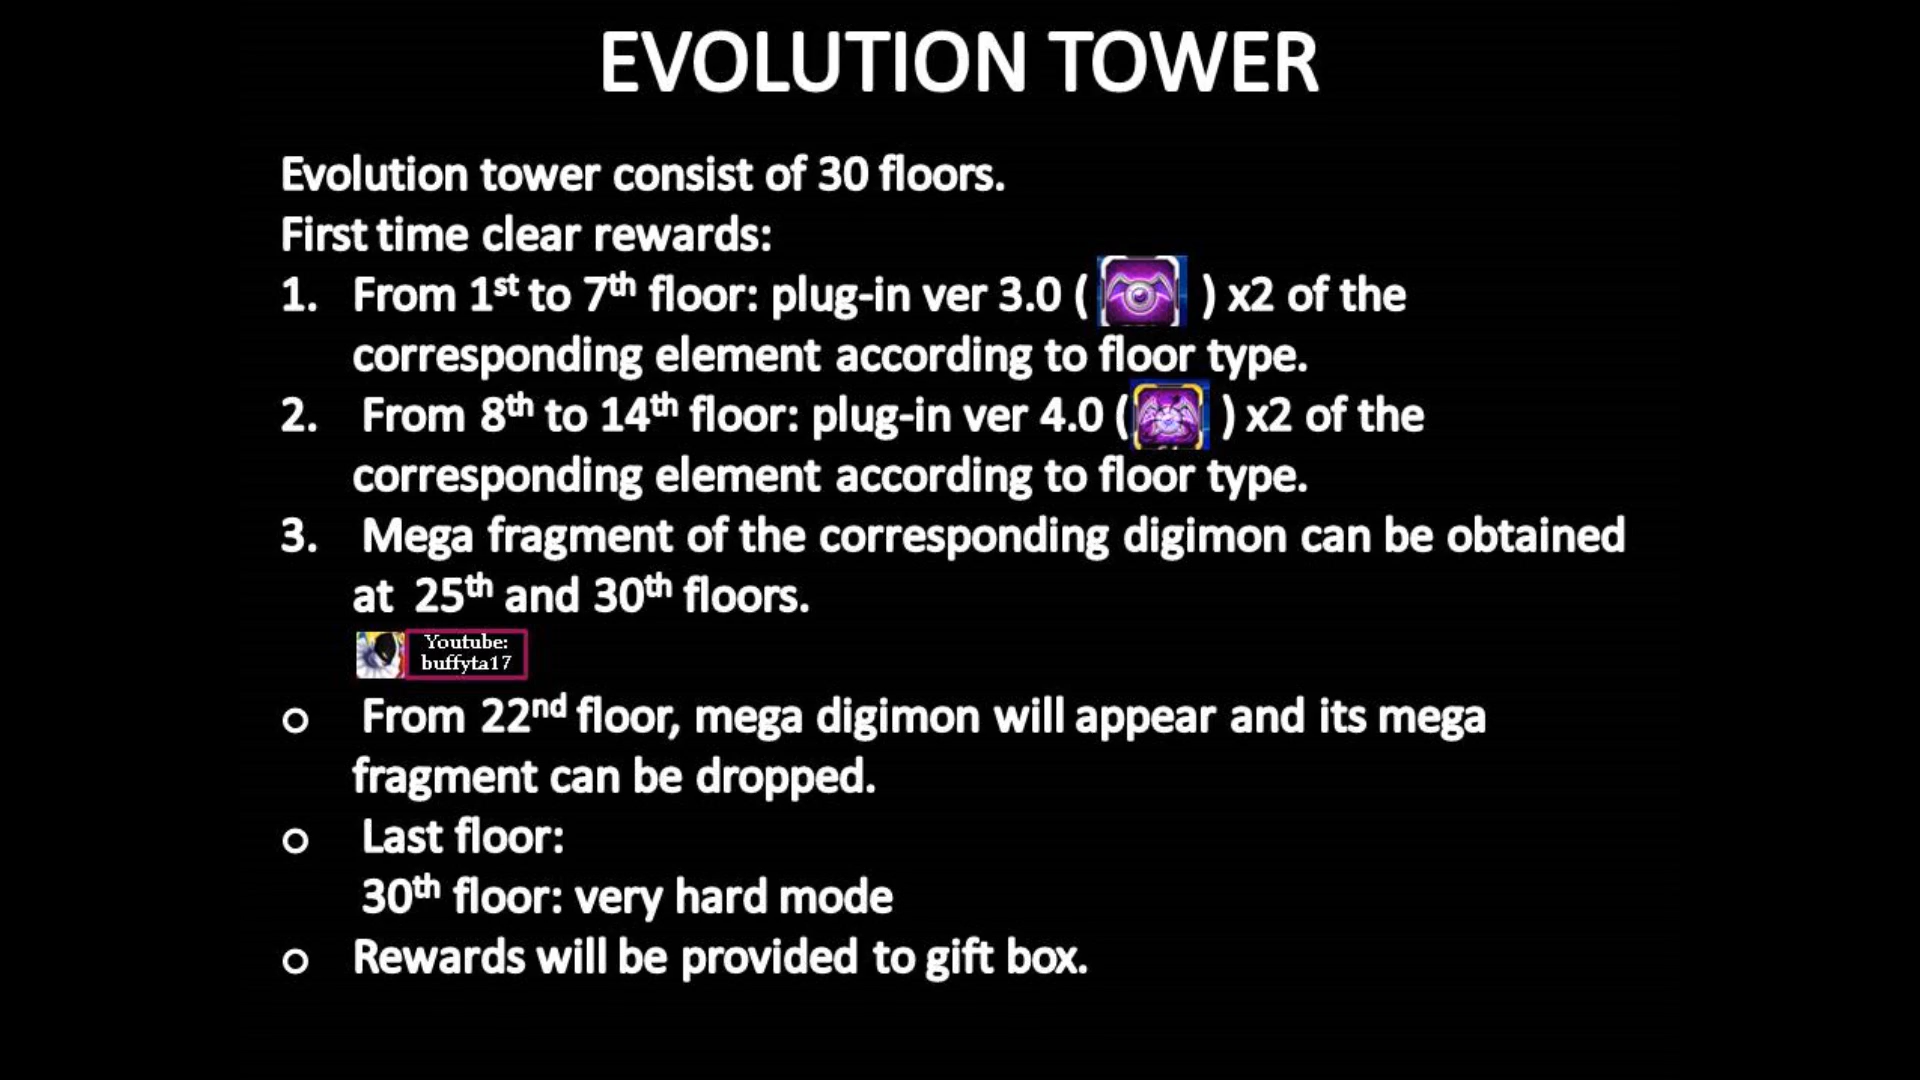 EVOLUTION TOWER
Evolution tower consist of 30 floors.
First time clear rewards:
1. From 1st to 7th floor: plug-in ver 3.0 ( ) x2 of the
corresponding element according to floor type.
2. From 8th to 14th floor: plug-in ver 4.0 ( ) x2 of the
corresponding element according to floor type.
3. Mega fragment of the corresponding digimon can be obtained
at 25th and 30th floors.
Youtube:
buffyta17
o From 22nd floor, mega digimon will appear and its mega
fragment can be dropped.
o Last floor:
30th floor: very hard mode
o Rewards will be provided to gift box.